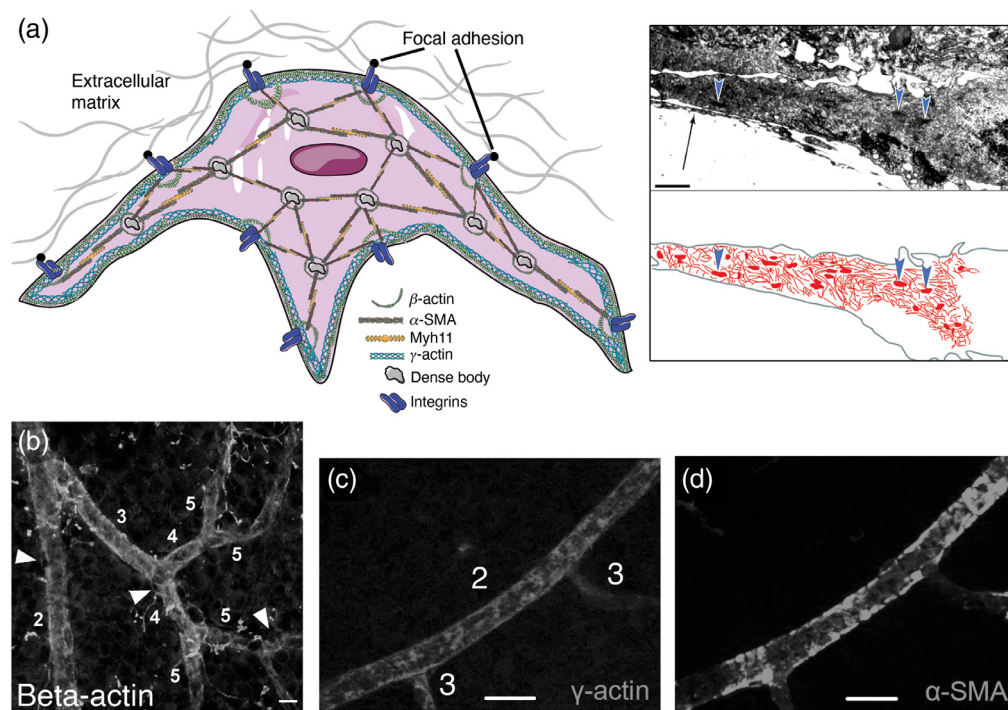 (a)
Focal adhesion
Extracellular
matrix
β-actin
α-SMA
Myh11
γ-actin
Dense body
Integrins
(b)
3
5
4
5
2
4
5
5
Beta-actin
(c)
2
3
3
γ-actin
(d)
α-SMA